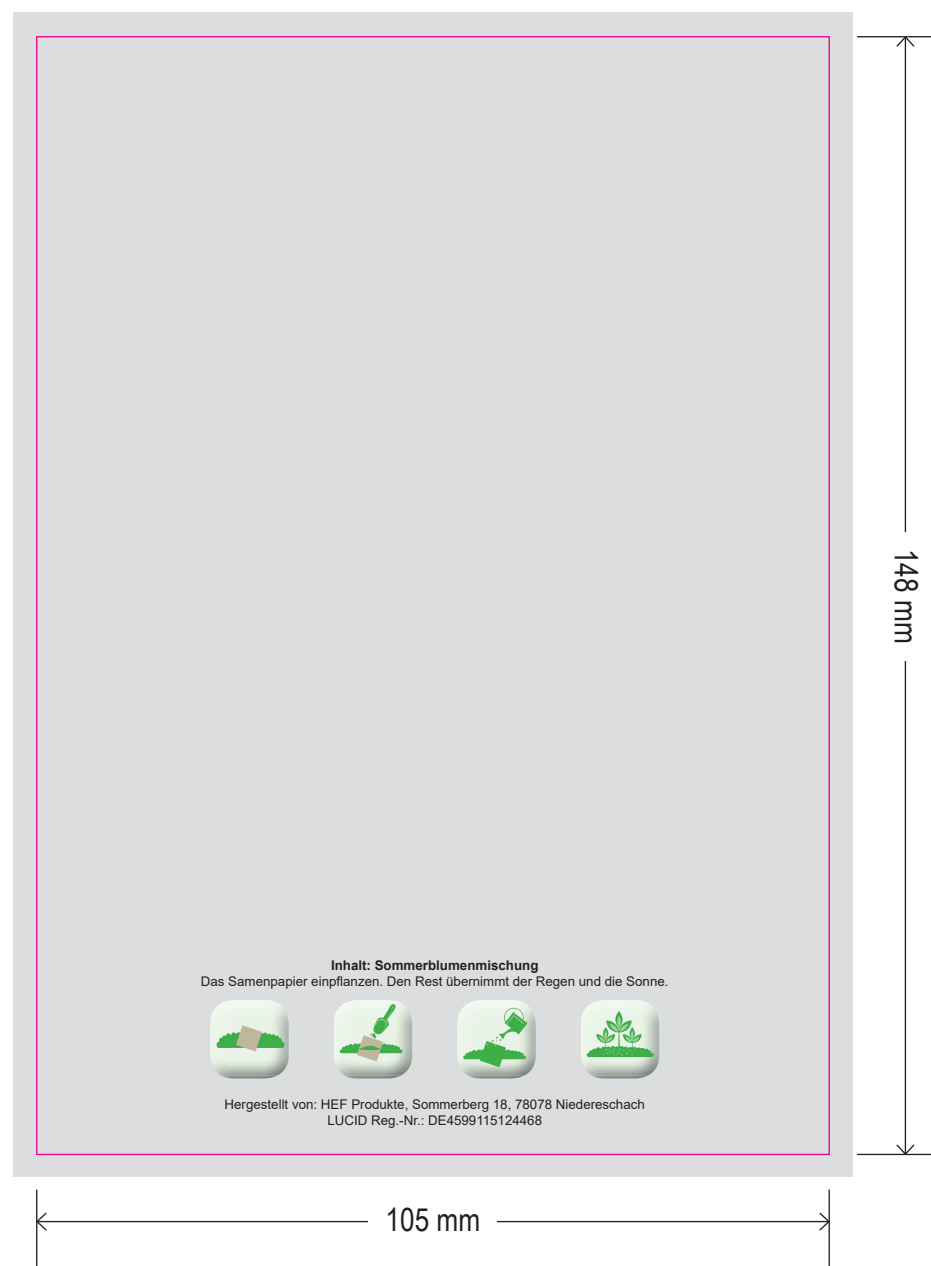 148 mm
Inhalt: Sommerblumenmischung
Das Samenpapier einpflanzen. Den Rest übernimmt der Regen und die Sonne.
Hergestellt von: HEF Produkte, Sommerberg 18, 78078 Niedereschach
LUCID Reg.-Nr.: DE4599115124468
105 mm